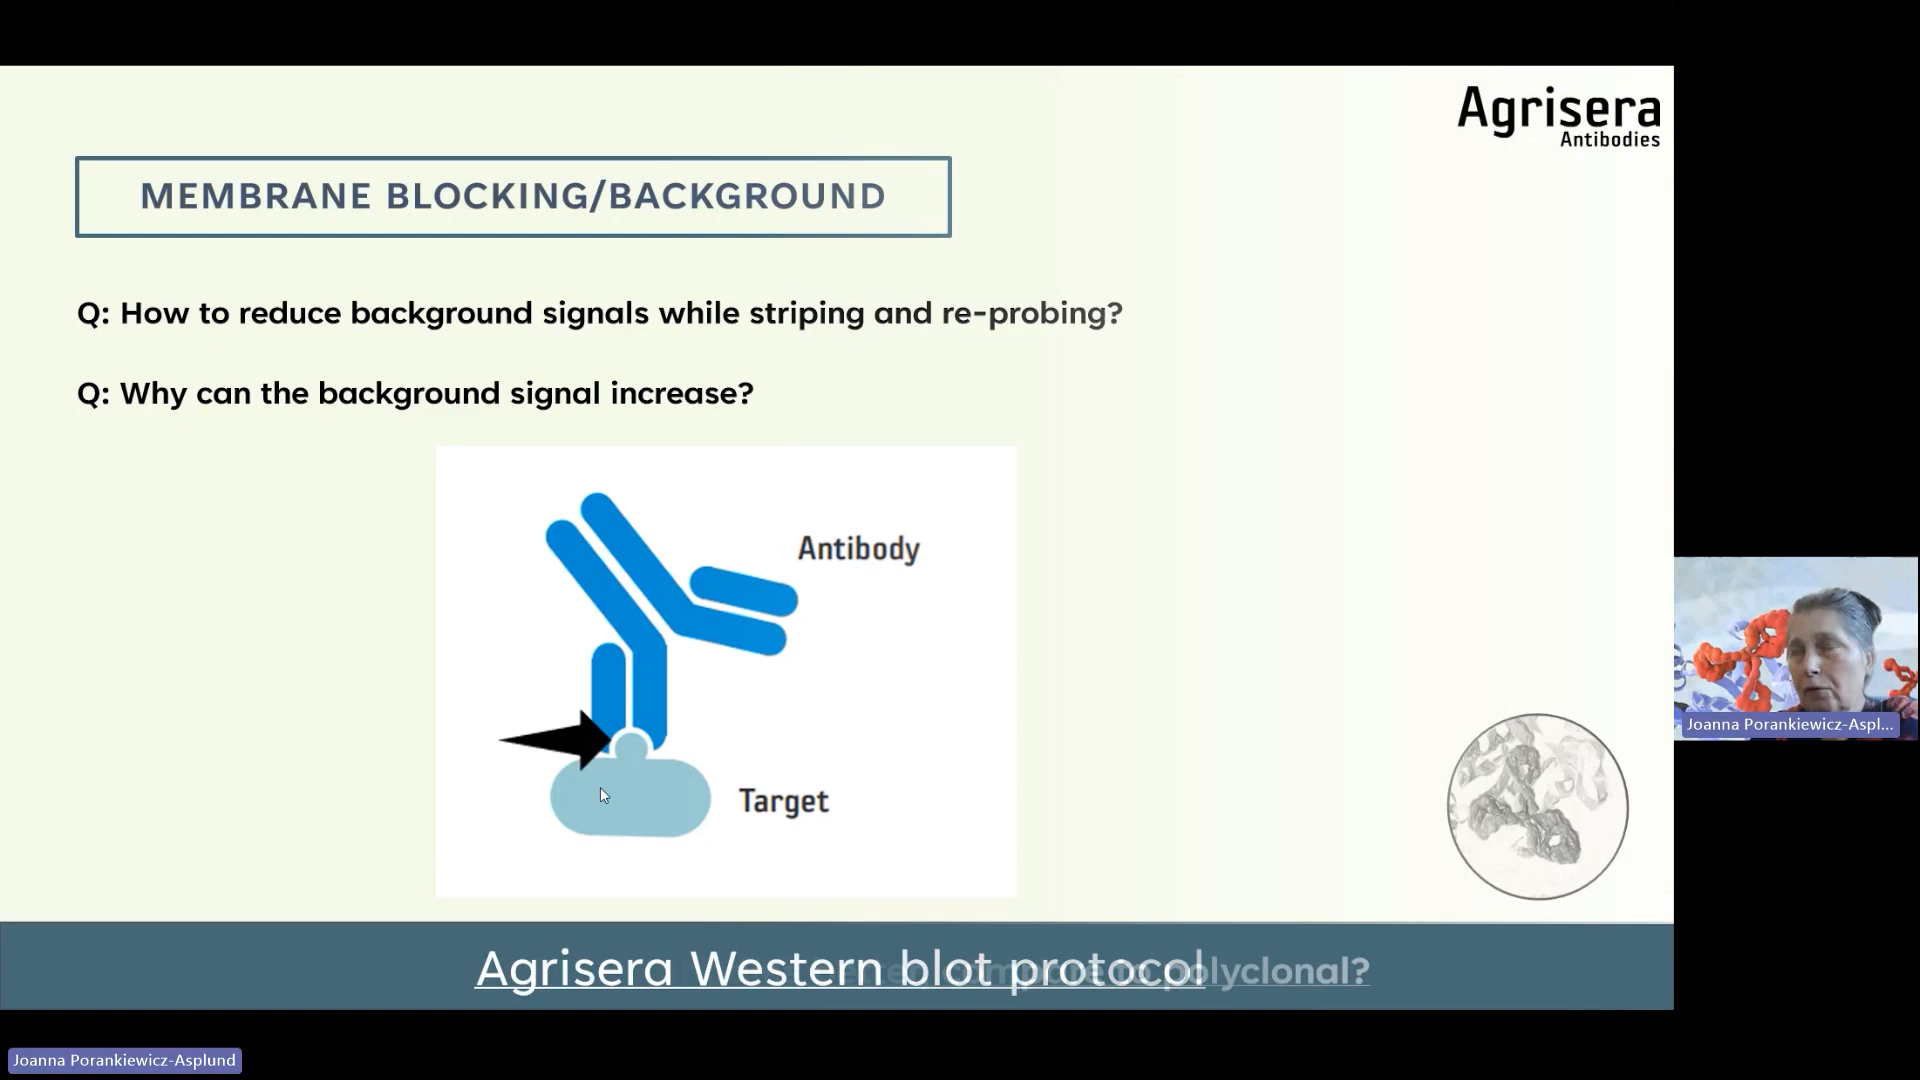 Agrisera
Antibodies
MEMBRANE BLOCKING/BACKGROUND
Q: How to reduce background signals while striping and re-probing?
Q: Why can the background signal increase?
Antibody
Target
Agrisera Western blot protocol
polyclonal?
Joanna Porankiewicz-Aspl...
Joanna Porankiewicz-Asplund